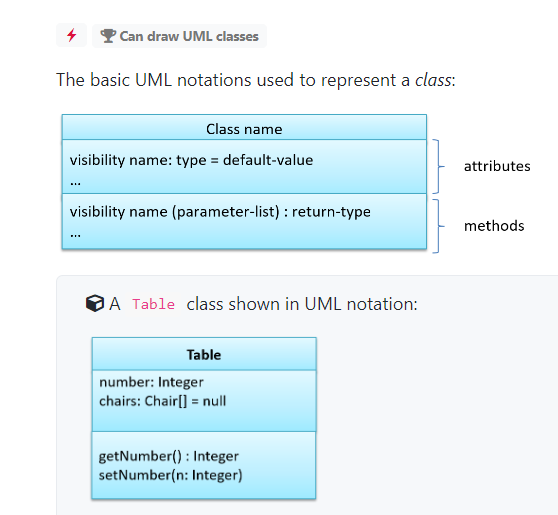 Can draw UML classes
The basic UML notations used to represent a class:
Class name
visibility name: type = default-value
...
attributes
visibility name (parameter-list) : return-type
...
methods
A Table class shown in UML notation:
Table
number: Integer
chairs: Chair[] = null
getNumber() : Integer
setNumber(n: Integer)